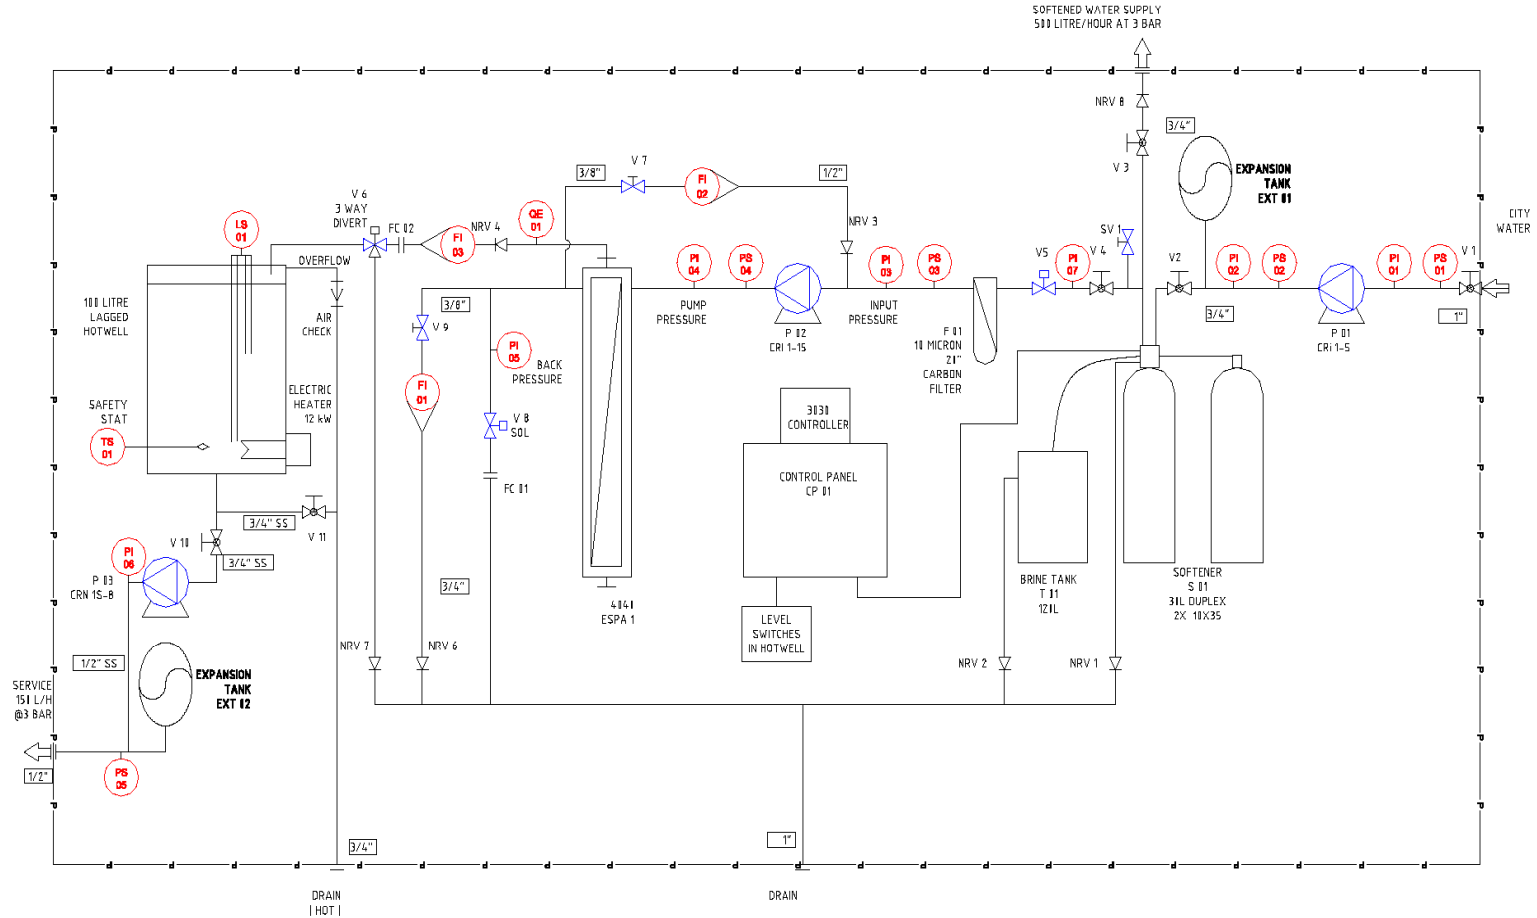 SOFTENED WATER SUPPLY
500 LITRE/HOUR AT 3 BAR
NRV 8
3/4"
V 3
EXPANSION
TANK
EXT 01
CITY
WATER
V 7
3/8"
FI
02
1/2"
V 6
3 WAY
DIVERT
FC 02
FI
03
NRV 4
QE
01
NRV 3
LS
01
OVERFLOW
SV 1
V5
PI
07
V 4
V2
PI
02
PS
02
PI
01
PS
01
V 1
PI
04
PS
04
PI
03
PS
03
PUMP
PRESSURE
INPUT
PRESSURE
100 LITRE
LAGGED
HOTWELL
AIR
CHECK
3/8"
V 9
3/4"
1"
P 02
CRI 1-15
F 01
10 MICRON
20"
CARBON
FILTER
P 01
CRi 1-5
PI
05
BACK
PRESSURE
FI
01
V 8
SOL
FC 01
ELECTRIC
HEATER
12 kW
SAFETY
STAT
TS
01
3030
CONTROLLER
CONTROL PANEL
CP 01
3/4" SS
V 11
V 10
3/4" SS
PI
06
P 03
CRN 1S-8
3/4"
4040
ESPA 1
LEVEL
SWITCHES
IN HOTWELL
BRINE TANK
T 01
120L
SOFTENER
S 01
30L DUPLEX
2X 10X35
NRV 7
NRV 6
NRV 2
NRV 1
1/2" SS
EXPANSION
TANK
EXT 02
SERVICE
150 L/H
@3 BAR
1/2"
PS
05
3/4"
1"
DRAIN
[HOT]
DRAIN